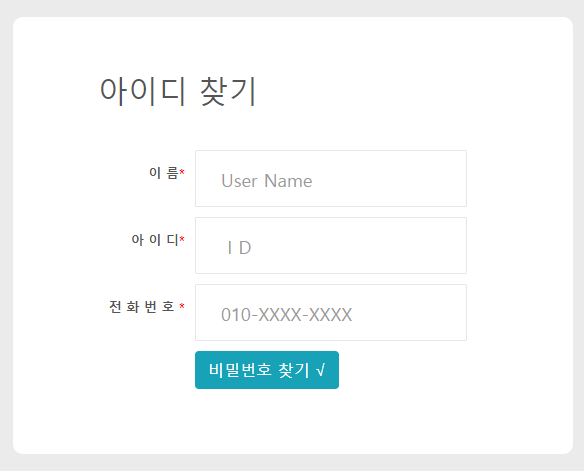 아이디 찾기
이 름* User Name
아 이 디* I D
전 화 번 호 * 010-XXXX-XXXX
비밀번호 찾기 √